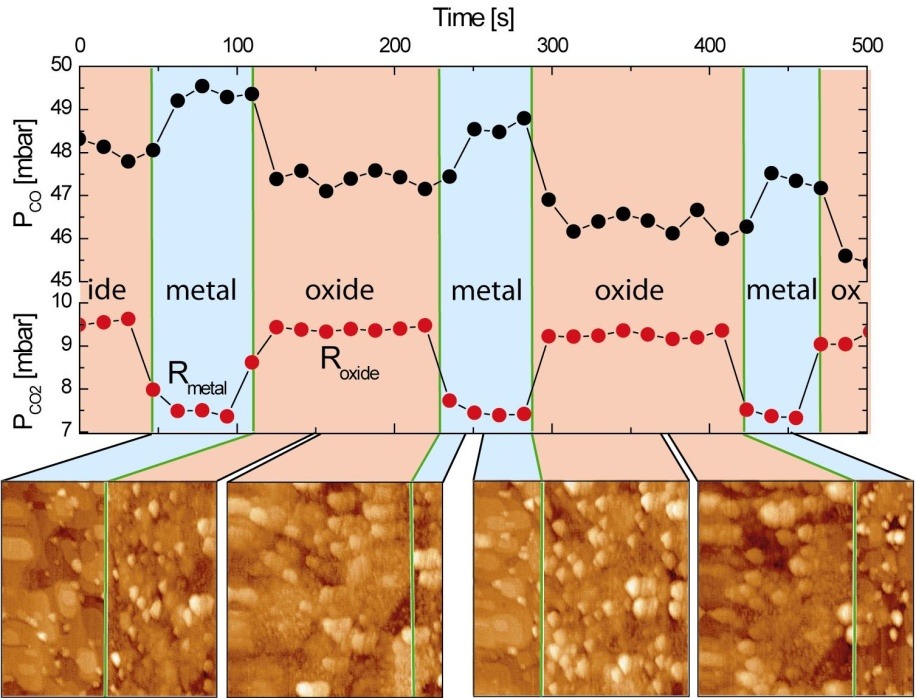 Time [s]
0 100 200 300 400 500
50
49
48
47
46
45
P_CO [mbar]
ide metal oxide metal oxide metal ox
10
9
8
7
P_CO2 [mbar]
R_metal R_oxide